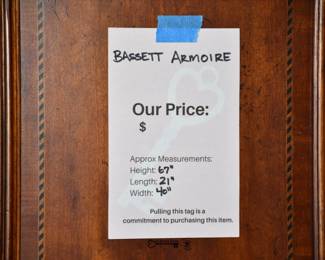 BASSETT ARMOIRE
Our Price:
$
Approx Measurements:
Height: 67"
Length: 21"
Width: 40"
Pulling this tag is a
commitment to purchasing this item.